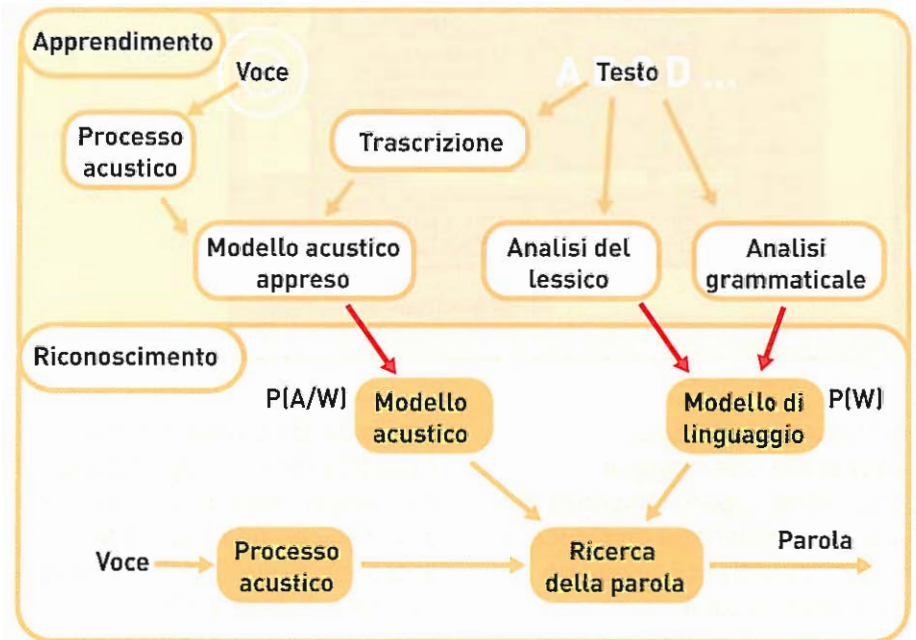 Apprendimento
Voce
A B C D ...
Testo
Processo
acustico
Trascrizione
Modello acustico
appreso
Analisi del
lessico
Analisi
grammaticale
Riconoscimento
P(A/W)
Modello
acustico
Modello di
linguaggio
P(W)
Voce
Processo
acustico
Ricerca
della parola
Parola